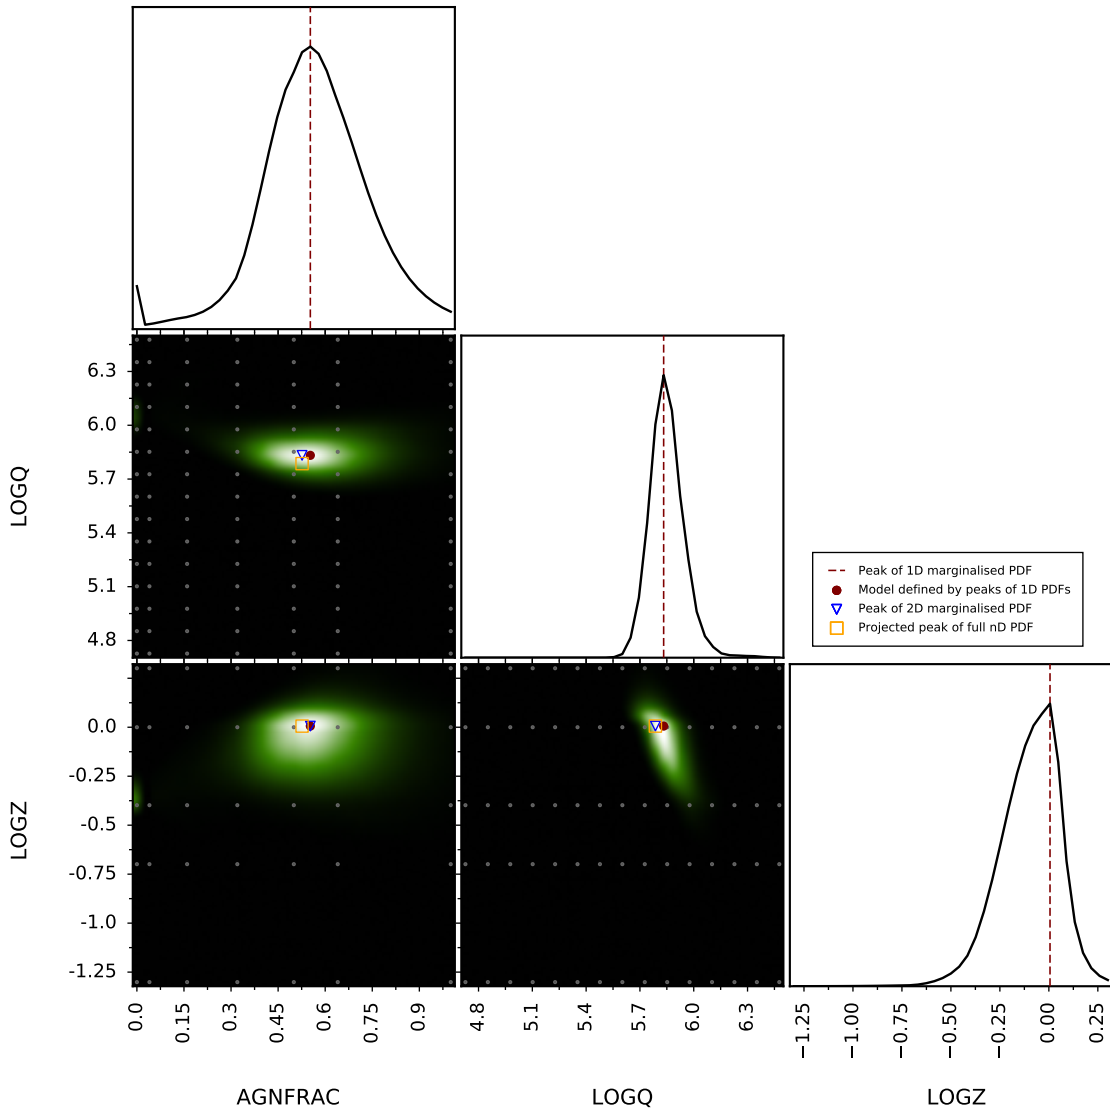 6.3
6.0
5.7
5.4
5.1
4.8
LOGQ
Peak of 1D marginalised PDF
Model defined by peaks of 1D PDFs
Peak of 2D marginalised PDF
Projected peak of full nD PDF
0.0
-0.25
-0.5
-0.75
-1.0
-1.25
LOGZ
0.0 0.15 0.3 0.45 0.6 0.75 0.9
4.8 5.1 5.4 5.7 6.0 6.3
−1.25 −1.00 −0.75 −0.50 −0.25 0.00 0.25
AGNFRAC LOGQ LOGZ